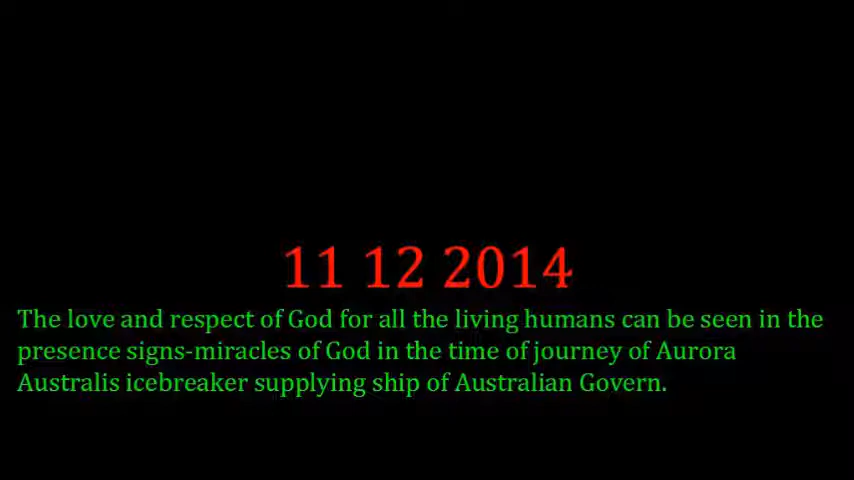 11 12 2014
The love and respect of God for all the living humans can be seen in the
presence signs-miracles of God in the time of journey of Aurora
Australis icebreaker supplying ship of Australian Govern.